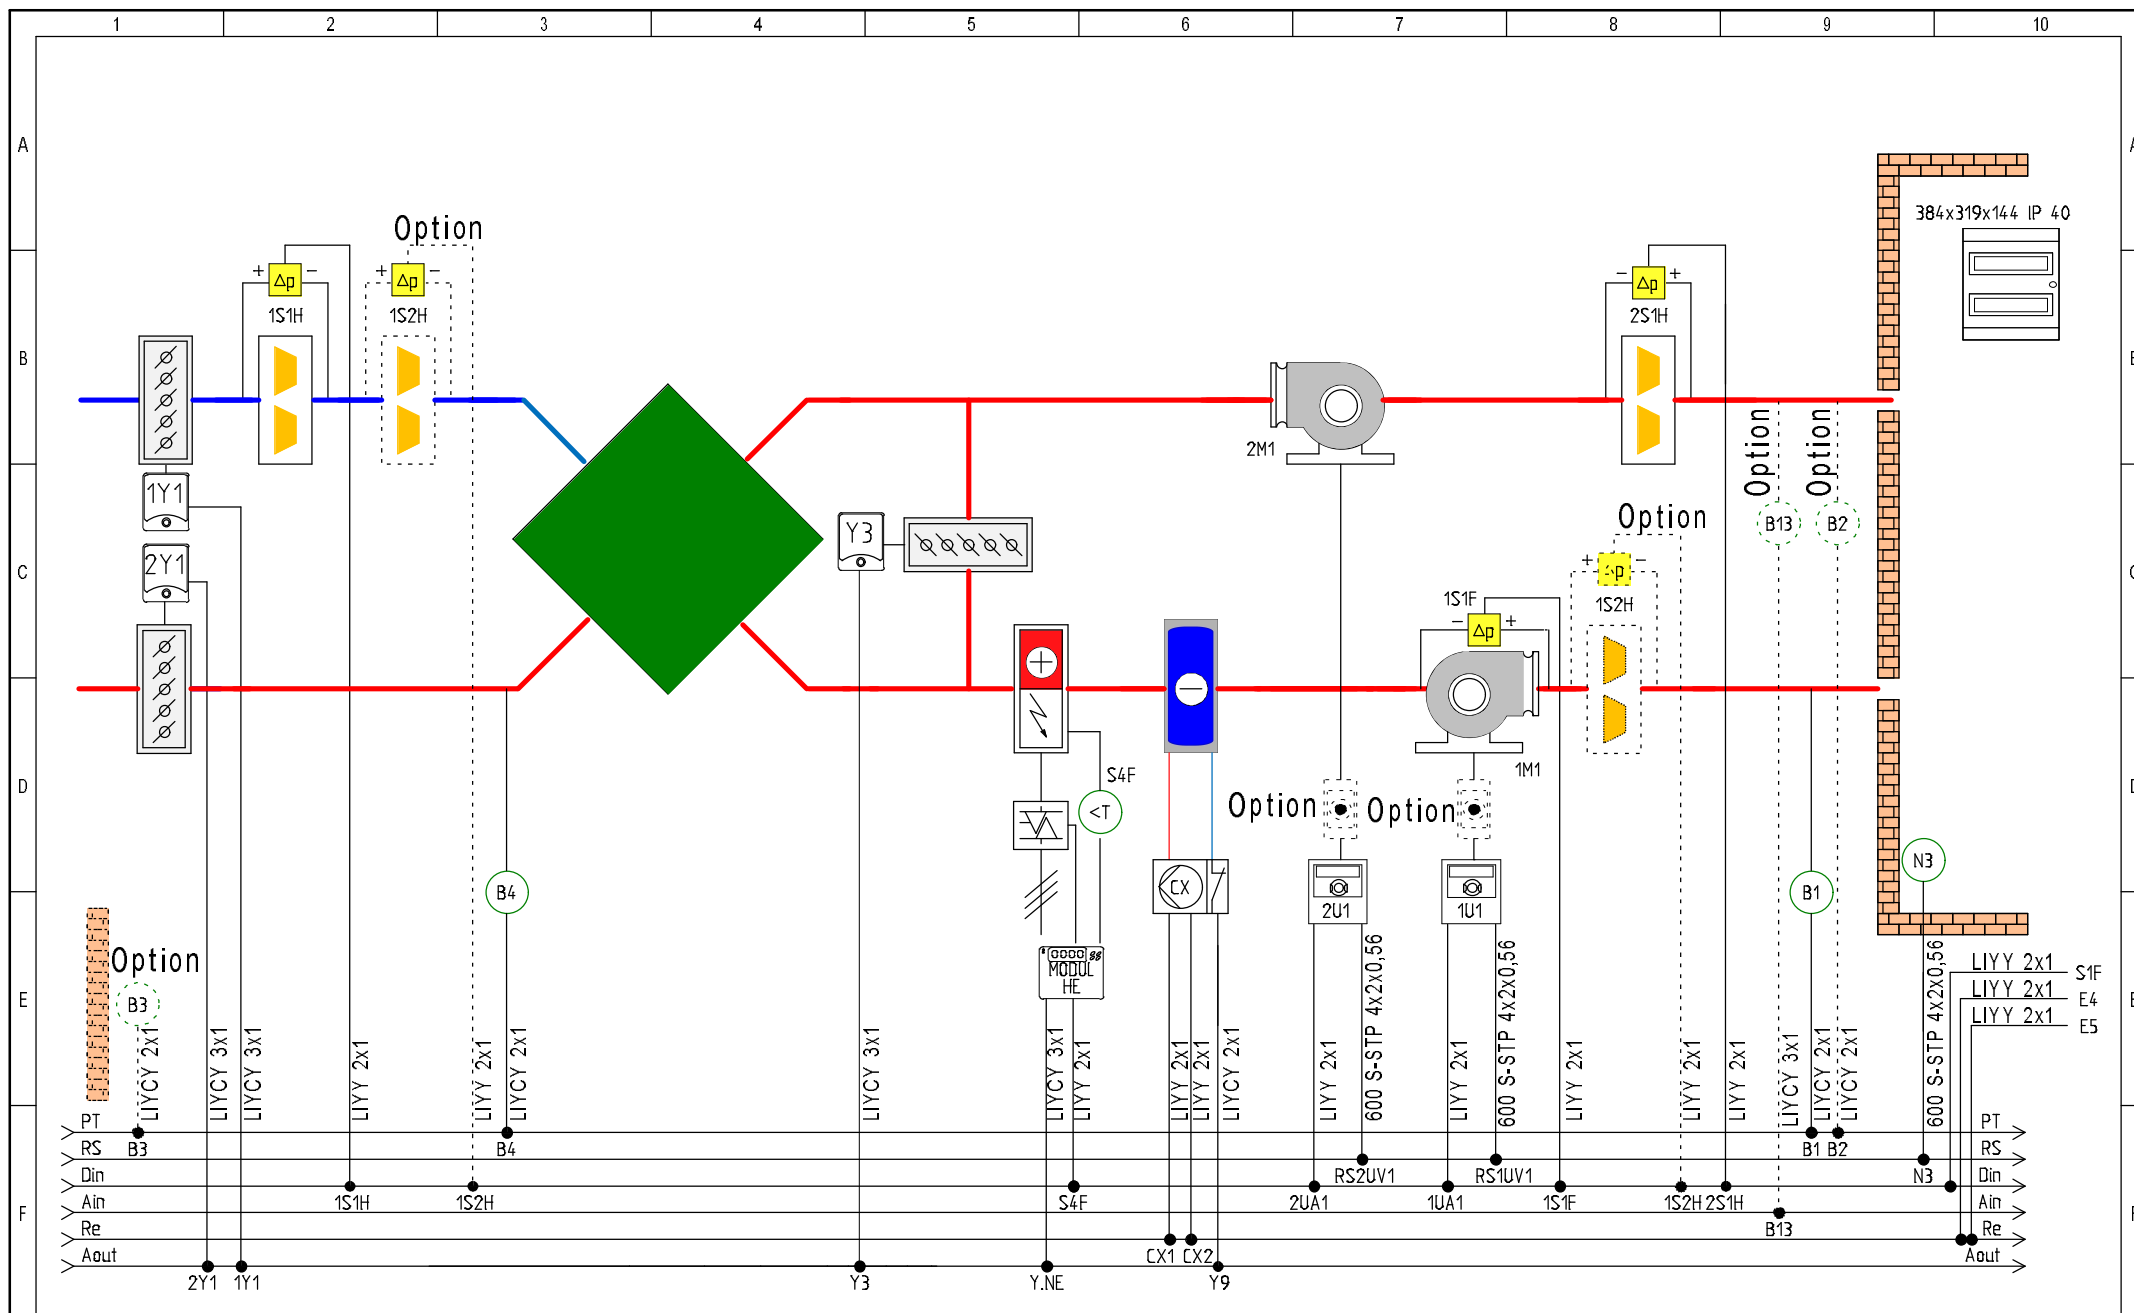 1 2 3 4 5 6 7 8 9 10
A
384x319x144 IP 40
Option
+ Δp - + Δp - - Δp +
1S1H 1S2H 2S1H
B
2M1
Option Option
1Y1
Y3
B13 B2
Option
2Y1
C
+ Δp -
1S2H
1S1F
- Δp +
+
-
1M1
D
S4F
<T
Option Option
N3
CX
B4 B1
2U1 1U1
Option
MODUL
HE
B3
E
LIYY 2x1 S1F
LIYY 2x1 E4
LIYY 2x1 E5
LIYCY 2x1
LIYCY 3x1
LIYCY 3x1
LIYY 2x1
LIYY 2x1
LIYCY 2x1
LIYCY 3x1
LIYCY 3x1
LIYY 2x1
LIYY 2x1
LIYY 2x1
LIYCY 2x1
LIYY 2x1
600 S-STP 4x2x0,56
LIYY 2x1
600 S-STP 4x2x0,56
LIYY 2x1
LIYY 2x1
LIYY 2x1
LIYCY 3x1
LIYCY 2x1
LIYCY 2x1
600 S-STP 4x2x0,56
PT PT
B3 B4 B1 B2
RS RS
RS2UV1 RS1UV1 N3
Din Din
1S1H 1S2H S4F 2UA1 1UA1 1S1F 1S2H 2S1H
Ain Ain
B13
F
Re Re
CX1 CX2
Aout Aout
2Y1 1Y1 Y3 Y.NE Y9